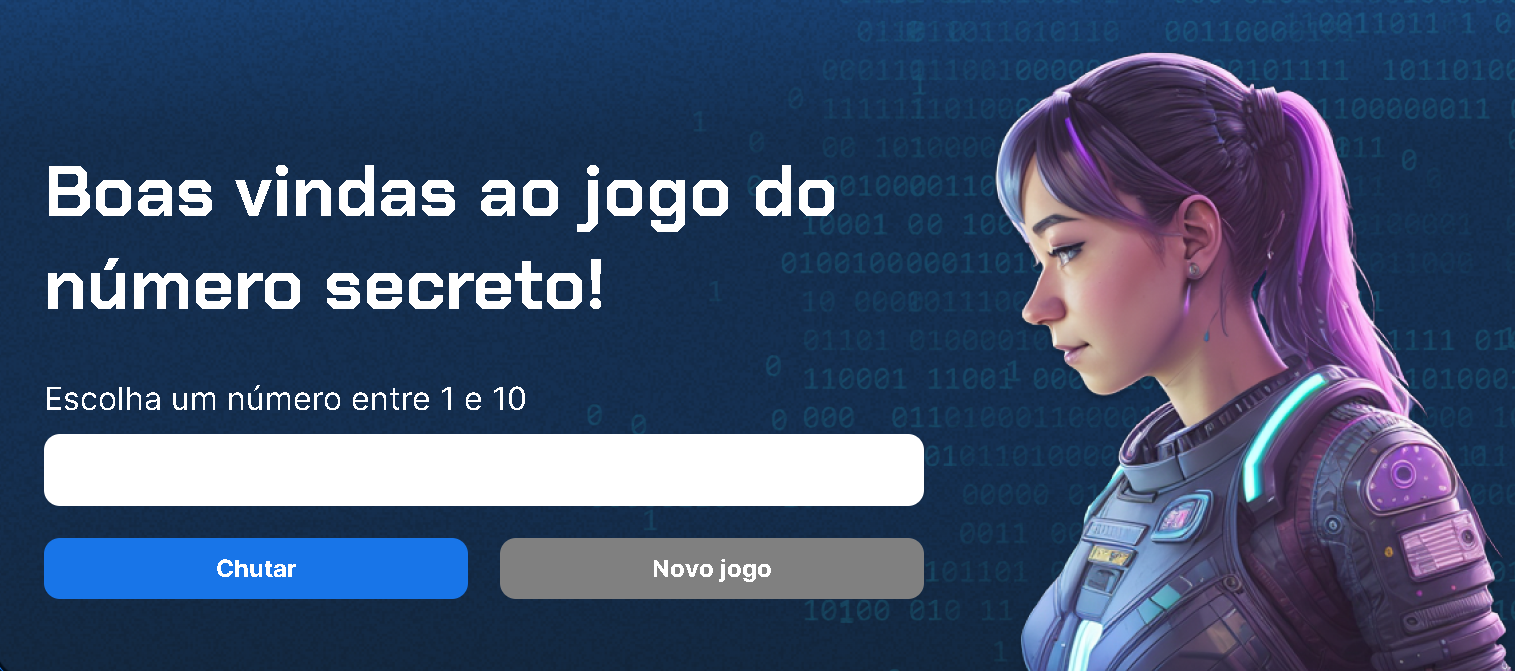 Boas vindas ao jogo do
número secreto!
Escolha um número entre 1 e 10
Chutar
Novo jogo